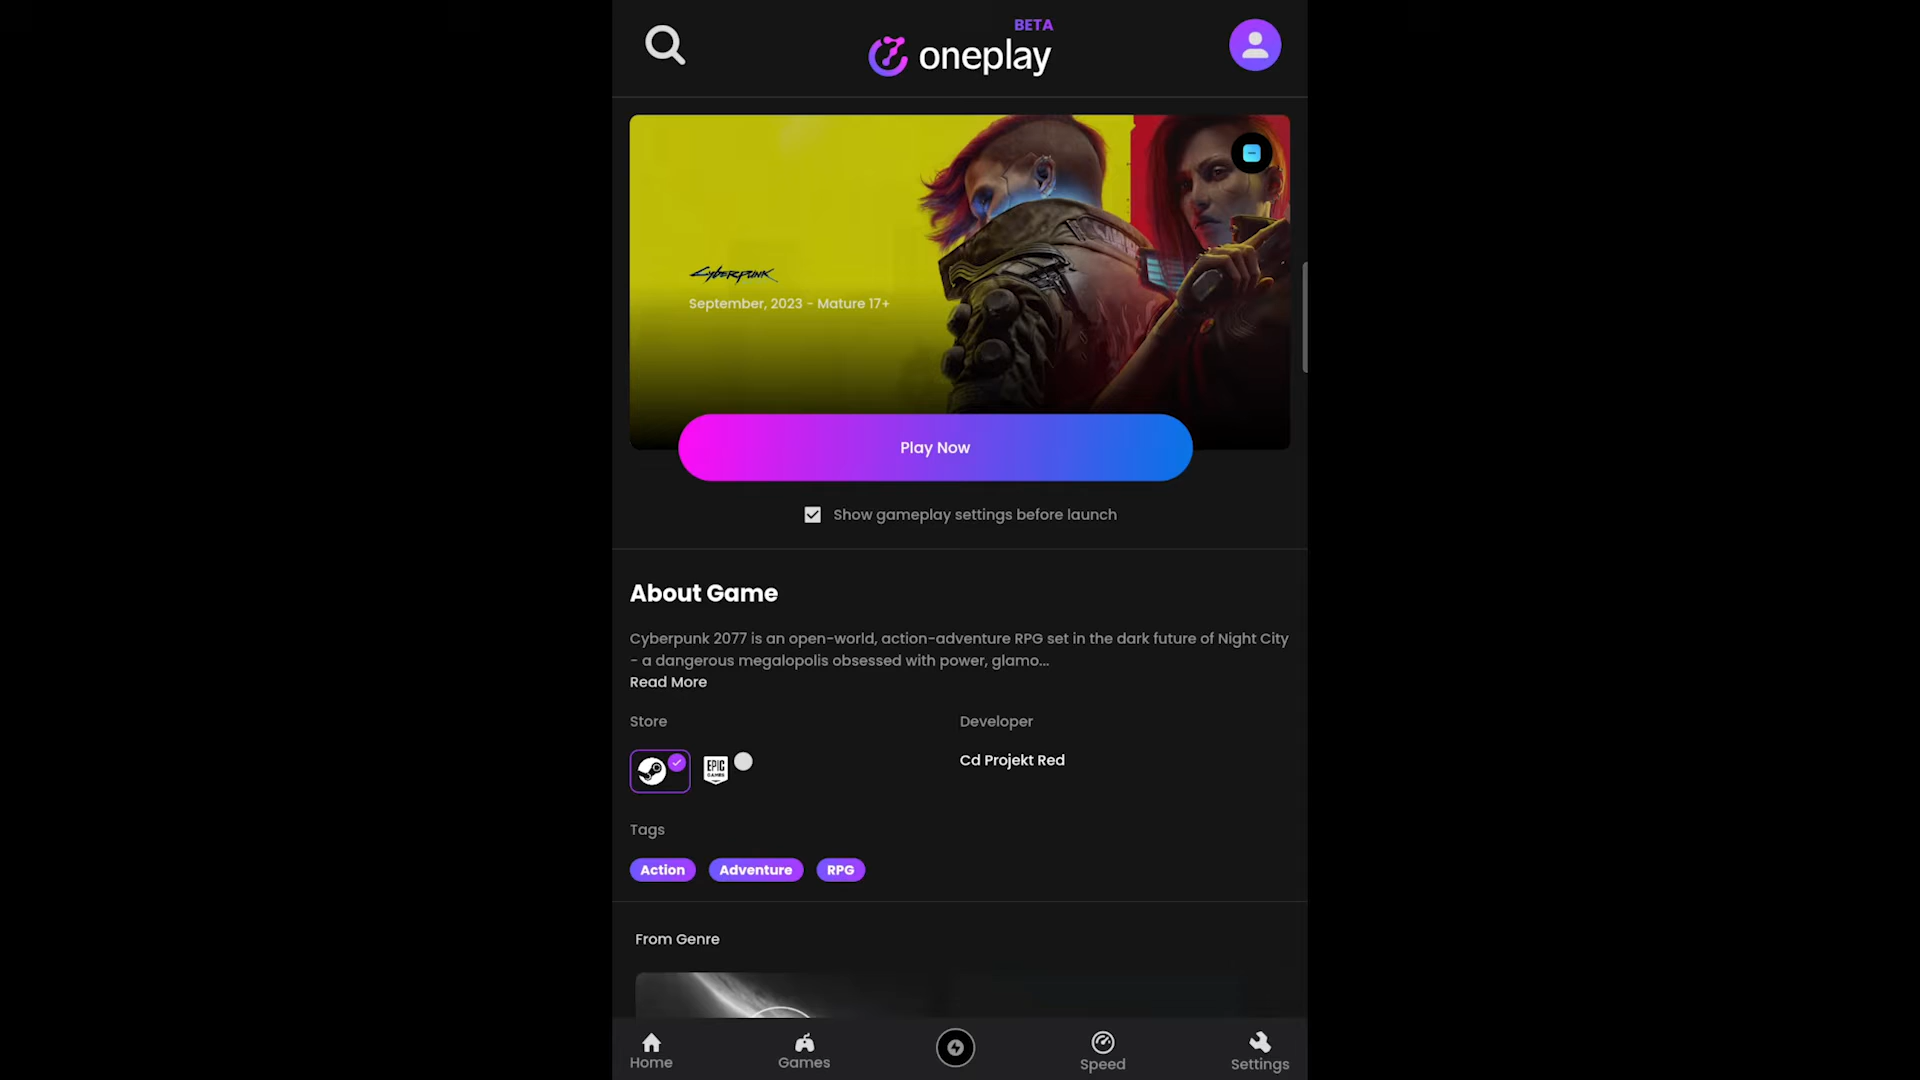 BETA
oneplay
CYBERPUNK
September, 2023 - Mature 17+
Play Now
Show gameplay settings before launch
About Game
Cyberpunk 2077 is an open-world, action-adventure RPG set in the dark future of Night City
- a dangerous megalopolis obsessed with power, glamo...
Read More
Store
Developer
EPIC
GAMES
Cd Projekt Red
Tags
Action
Adventure
RPG
From Genre
Home
Games
Speed
Settings